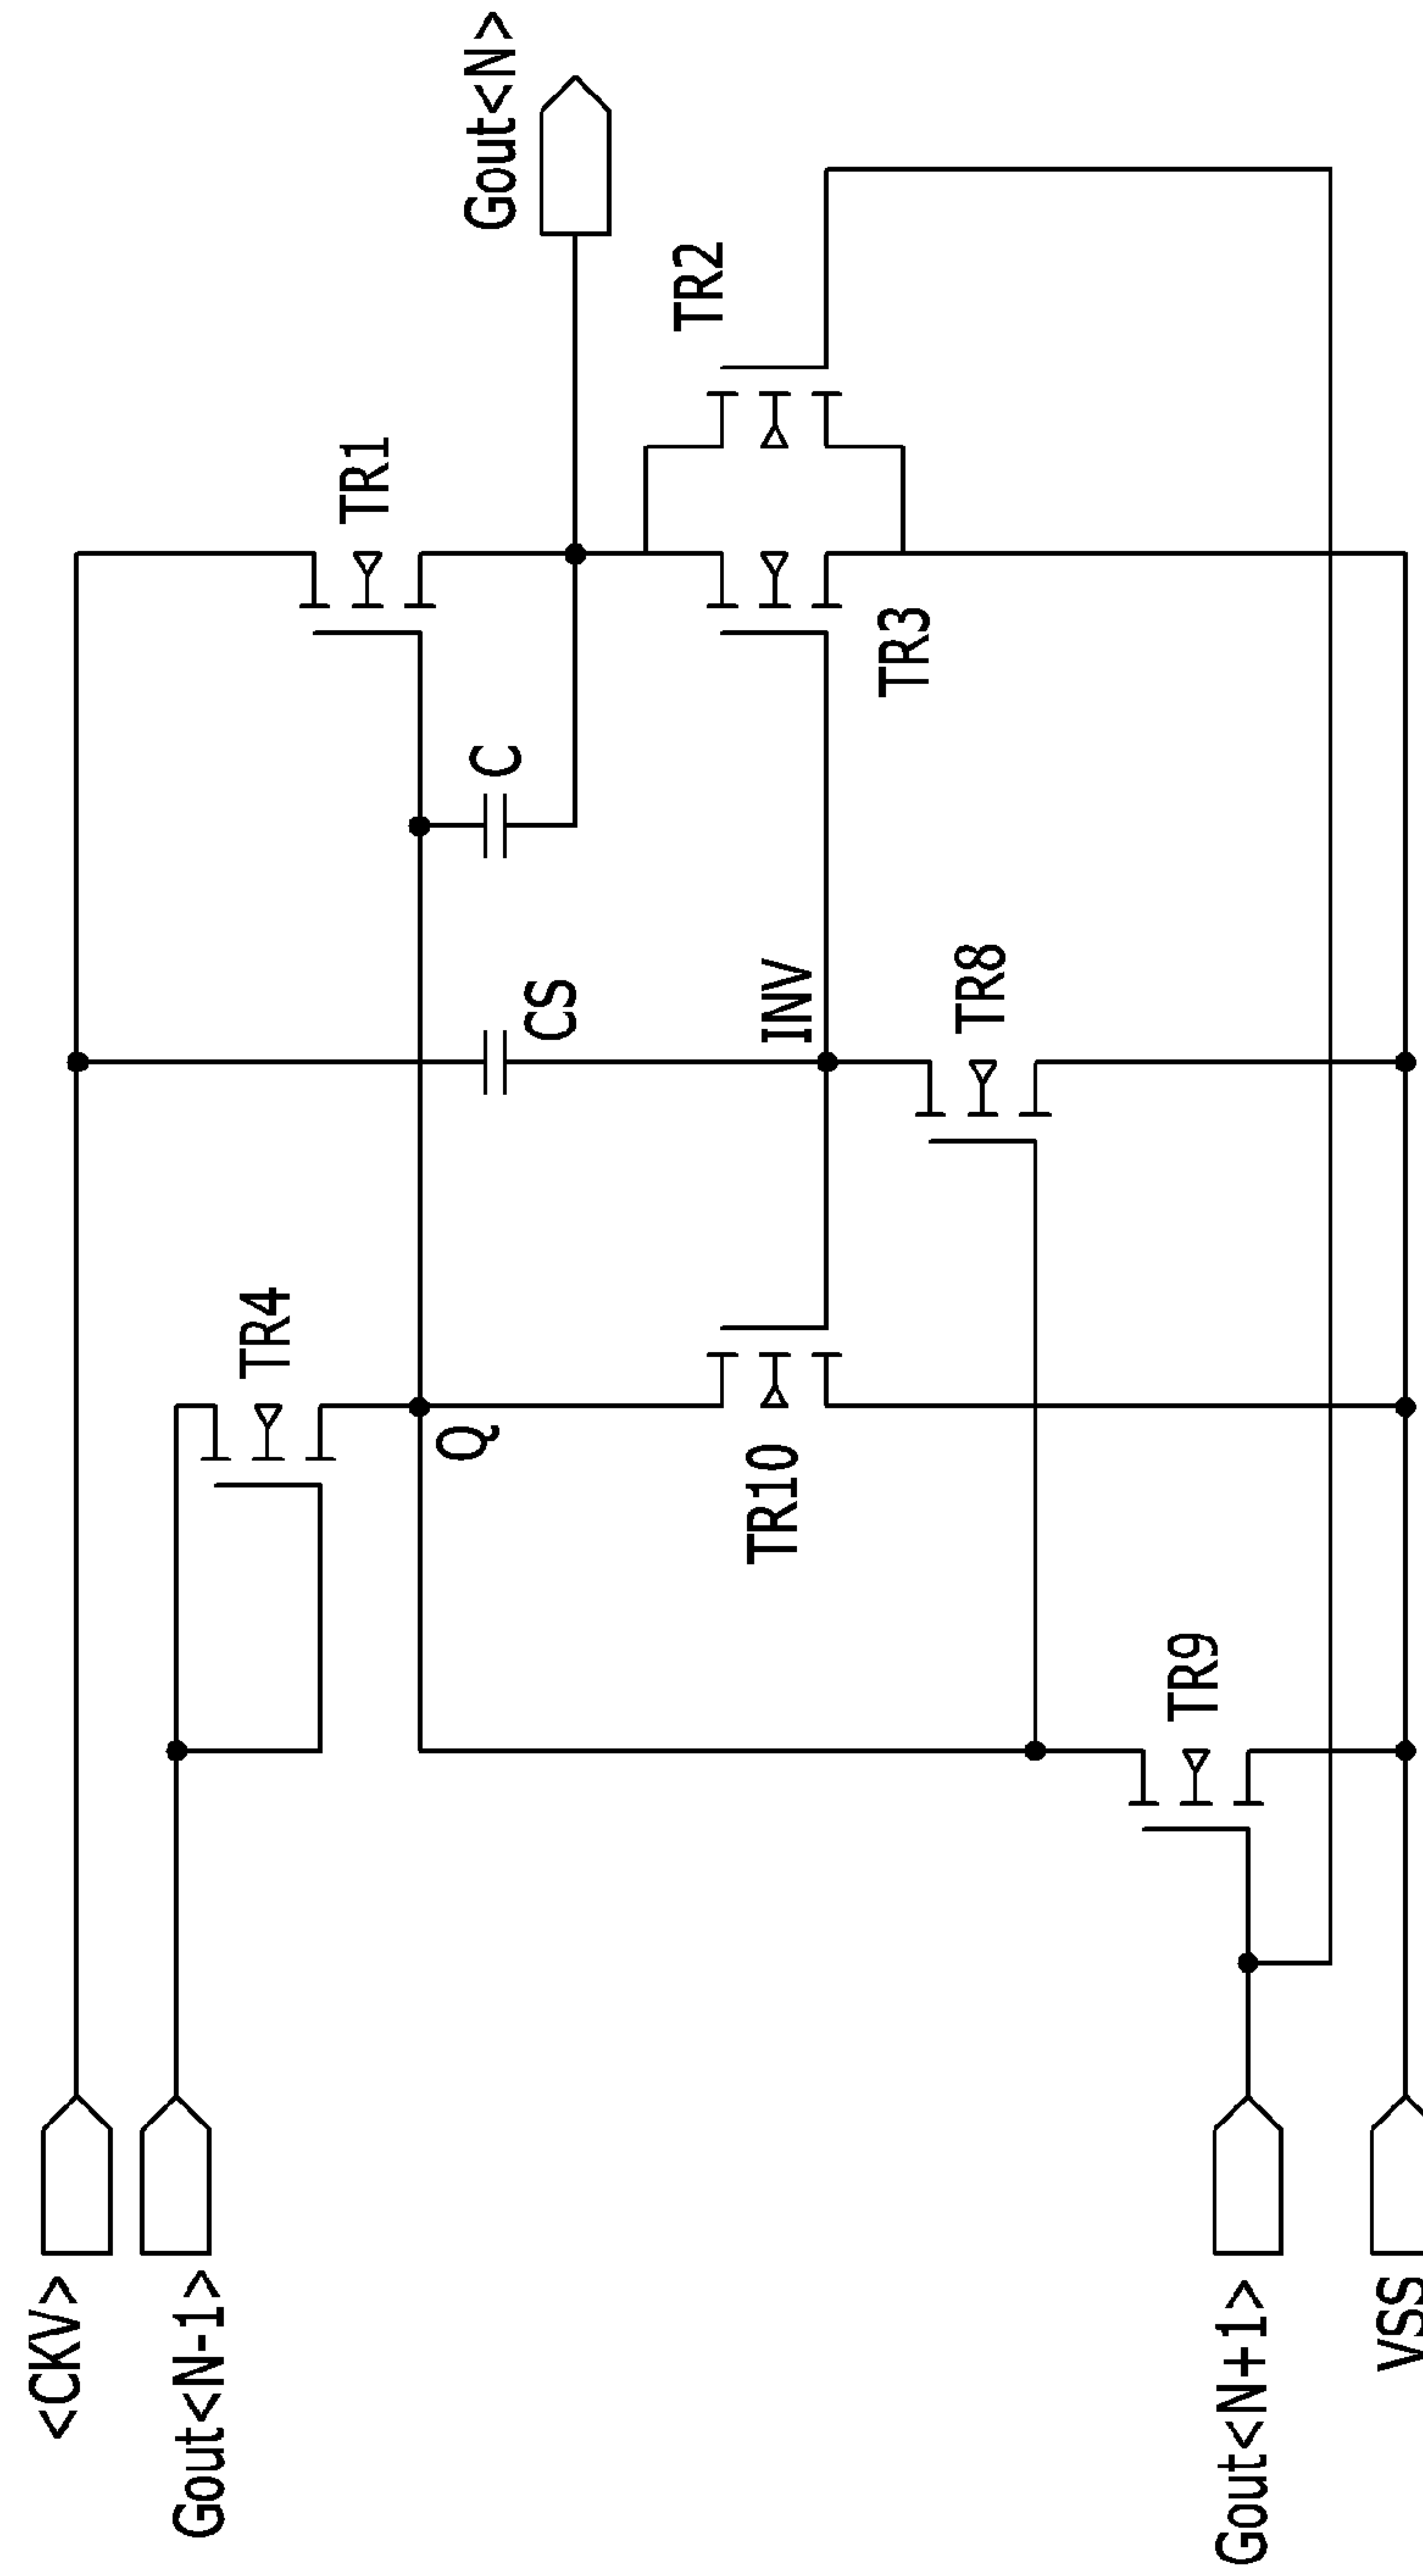 <CKV>
Gout<N-1>
TR4
TR1
Q
CS
C
Gout<N>
TR10
INV
TR2
TR3
TR8
TR9
Gout<N+1>
VSS